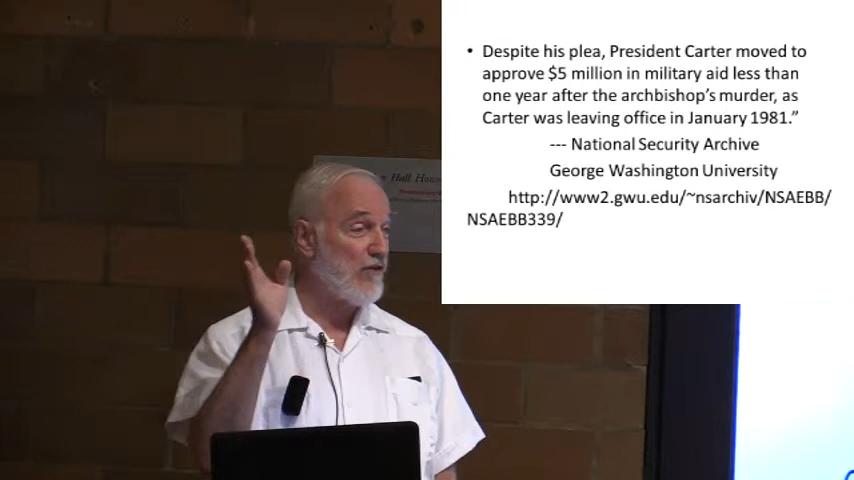 • Despite his plea, President Carter moved to
approve $5 million in military aid less than
one year after the archbishop's murder, as
Carter was leaving office in January 1981.”
--- National Security Archive
George Washington University
http://www2.gwu.edu/~nsarchiv/NSAEBB/
NSAEBB339/
Hall